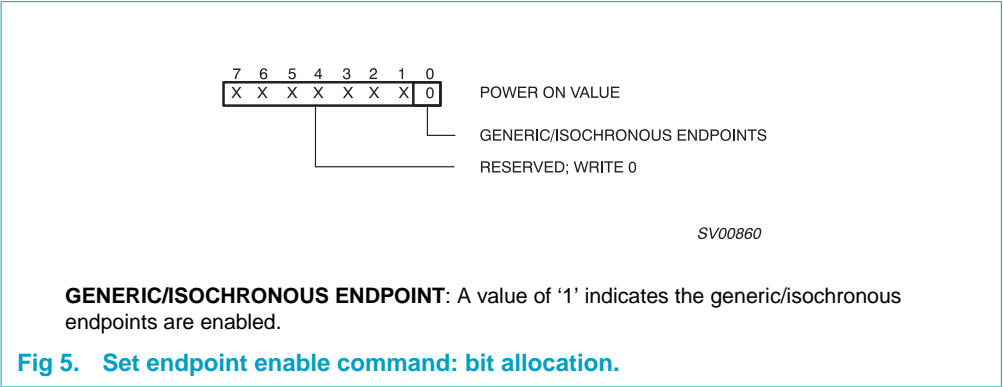 7 6 5 4 3 2 1 0
X X X X X X X 0 POWER ON VALUE
GENERIC/ISOCHRONOUS ENDPOINTS
RESERVED; WRITE 0
SV00860
GENERIC/ISOCHRONOUS ENDPOINT: A value of ‘1’ indicates the generic/isochronous
endpoints are enabled.
Fig 5. Set endpoint enable command: bit allocation.